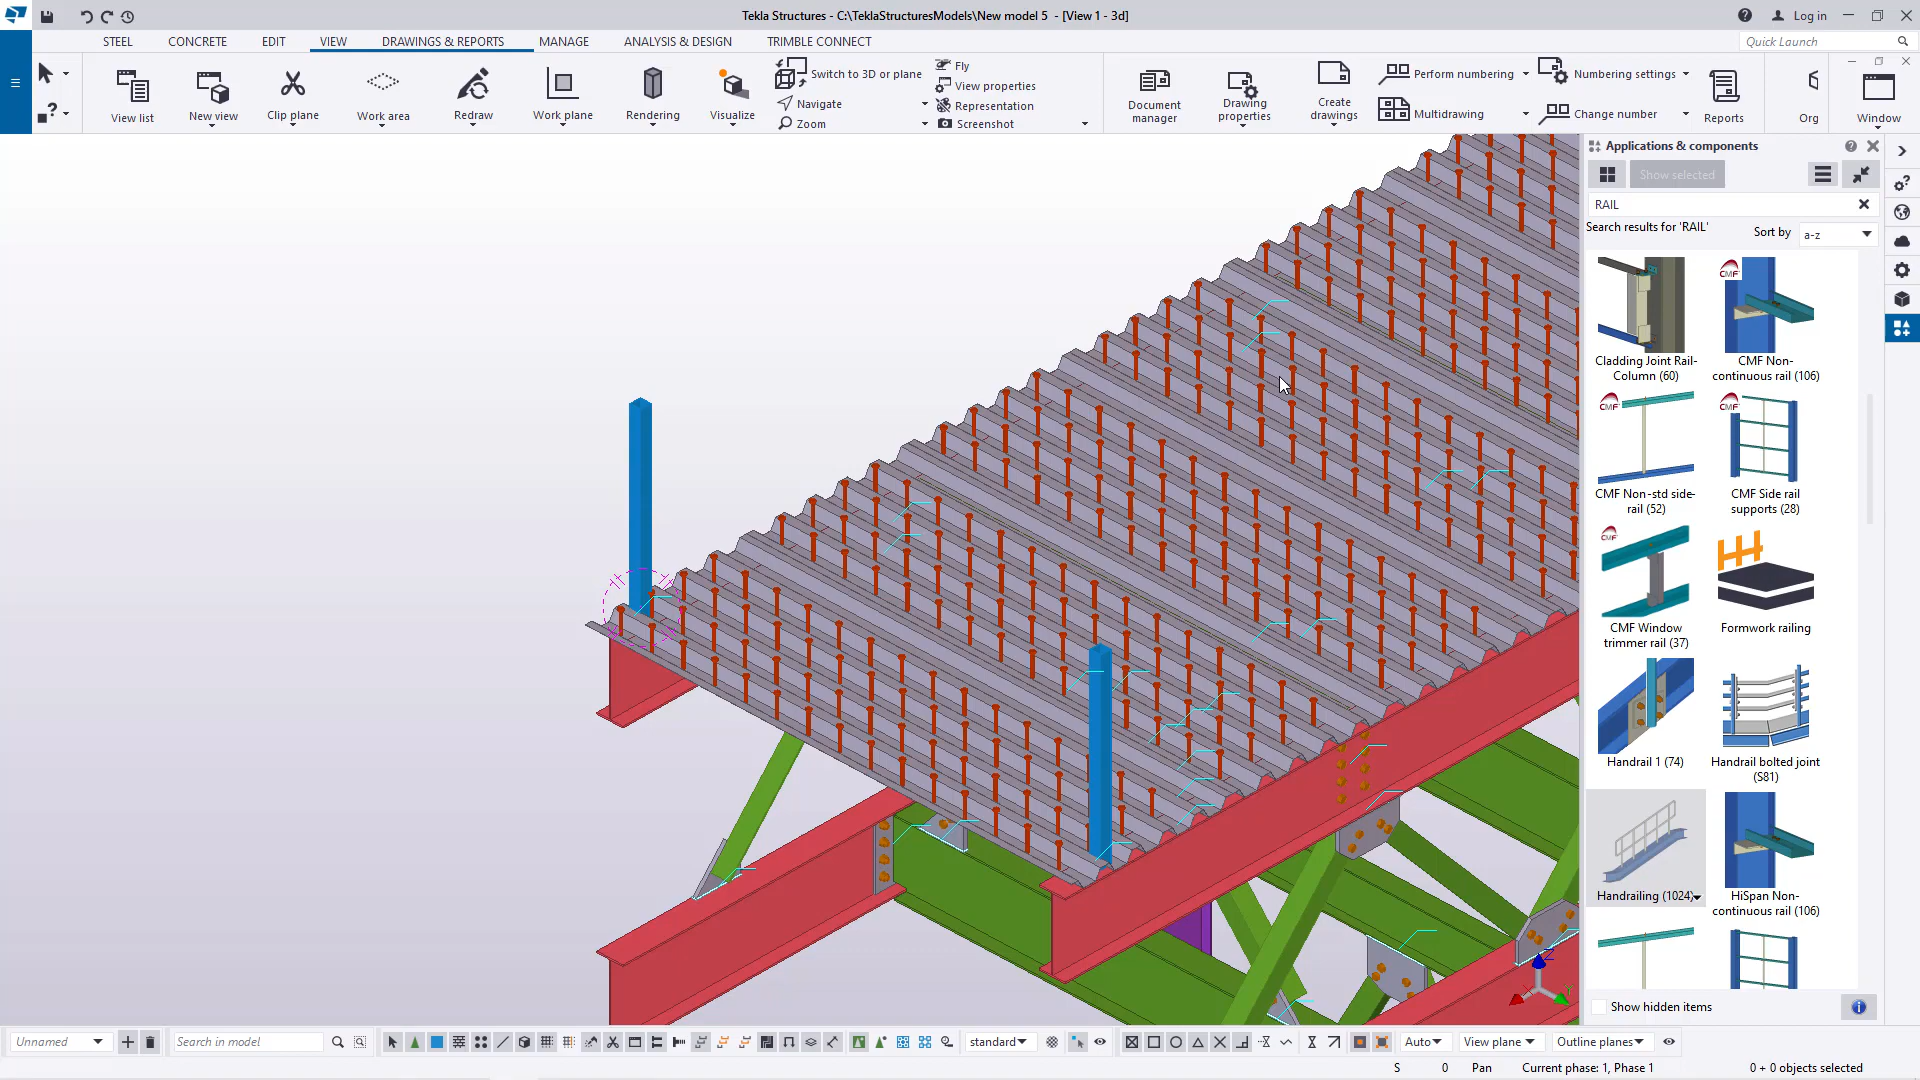 Tekla Structures - C:\TeklaStructuresModels\New model 5 - [View 1 - 3d]
Log in
STEEL CONCRETE EDIT VIEW DRAWINGS & REPORTS MANAGE ANALYSIS & DESIGN TRIMBLE CONNECT
Quick Launch
View list
New view
Clip plane
Work area
Redraw
Work plane
Rendering
Visualize
Switch to 3D or plane
Navigate
Zoom
Fly
View properties
Representation
Screenshot
Document manager
Drawing properties
Create drawings
Perform numbering
Multidrawing
Numbering settings
Change number
Reports
Org
Window
Applications & components
Show selected
RAIL
Search results for 'RAIL'
Sort by
a-z
Cladding Joint Rail-
Column (60)
CMF Non-
continuous rail (106)
CMF Non-std side-
rail (52)
CMF Side rail
supports (28)
CMF Window
trimmer rail (37)
Formwork railing
Handrail 1 (74)
Handrail bolted joint
(S81)
Handrailing (1024)
HiSpan Non-
continuous rail (106)
Show hidden items
Unnamed
Search in model
standard
Auto
View plane
Outline planes
S 0 Pan Current phase: 1, Phase 1 0 + 0 objects selected